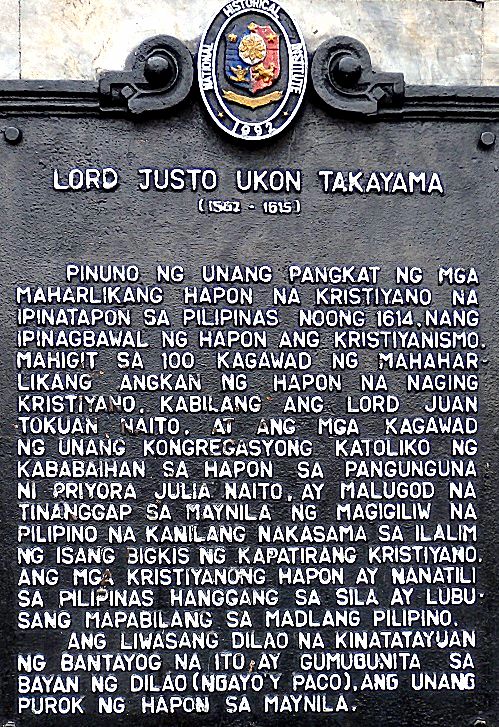 NATIONAL HISTORICAL INSTITUTE
1992
LORD JUSTO UKON TAKAYAMA
PINUNO NG UNANG PANGKAT NG MGA
MAHARLIKANG HAPON NA KRISTIYANO NA
IPINATAPON SA PILIPINAS NOONG 1614, NANG
IPINAGBAWAL NG HAPON ANG KRISTIYANISMO.
MAHIGIT SA 100 KAGAWAD NG MAHAHAR-
LIKANG ANGKAN NG HAPON NA NAGING
KRISTIYANO, KABILANG ANG LORD JUAN
TOKUAN NAITO, AT ANG MGA KAGAWAD
NG UNANG KONGREGASYONG KATOLIKO NG
KABABAIHAN SA HAPON SA PANGUNGUNA
NI PRIYORA JULIA NAITO, AY MALUGOD NA
TINANGGAP SA MAYNILA NG MAGIGILIW NA
PILIPINO NA KANILANG NAKASAMA SA ILALIM
NG ISANG BIGKIS NG KAPATIRANG KRISTIYANO.
ANG MGA KRISTIYANONG HAPON AY NANATILI
SA PILIPINAS HANGGANG SA SILA AY LUBU-
SANG MAPABILANG SA MADLANG PILIPINO.
ANG LIWASANG DILAO NA KINATATAYUAN
NG BANTAYOG NA ITO, AY GUMUGUNITA SA
BAYAN NG DILAO (NGAYO'Y PACO), ANG UNANG
PUROK NG HAPON SA MAYNILA.